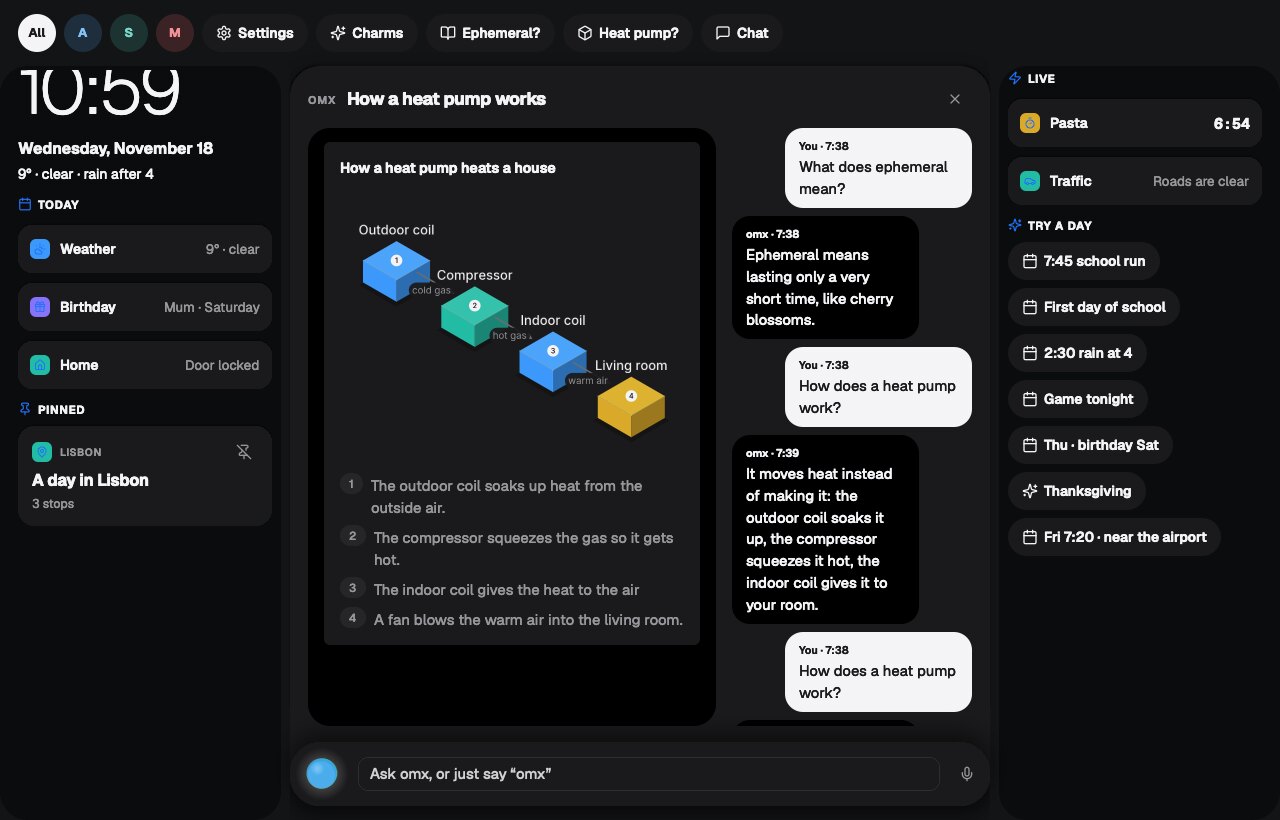 All
A
S
M
Settings
Charms
Ephemeral?
Heat pump?
Chat
10:59
Wednesday, November 18
9° · clear · rain after 4
TODAY
Weather 9° · clear
Birthday Mum · Saturday
Home Door locked
PINNED
LISBON
A day in Lisbon
3 stops
OMX How a heat pump works
How a heat pump heats a house
Outdoor coil
1
Compressor
cold gas
2
Indoor coil
hot gas
3
Living room
warm air
4
1 The outdoor coil soaks up heat from the
outside air.
2 The compressor squeezes the gas so it gets
hot.
3 The indoor coil gives the heat to the air
4 A fan blows the warm air into the living room.
You · 7:38
What does ephemeral
mean?
omx · 7:38
Ephemeral means
lasting only a very
short time, like cherry
blossoms.
You · 7:38
How does a heat pump
work?
omx · 7:39
It moves heat instead
of making it: the
outdoor coil soaks it
up, the compressor
squeezes it hot, the
indoor coil gives it to
your room.
You · 7:38
How does a heat pump
work?
Ask omx, or just say “omx”
LIVE
Pasta 6:54
Traffic Roads are clear
TRY A DAY
7:45 school run
First day of school
2:30 rain at 4
Game tonight
Thu · birthday Sat
Thanksgiving
Fri 7:20 · near the airport